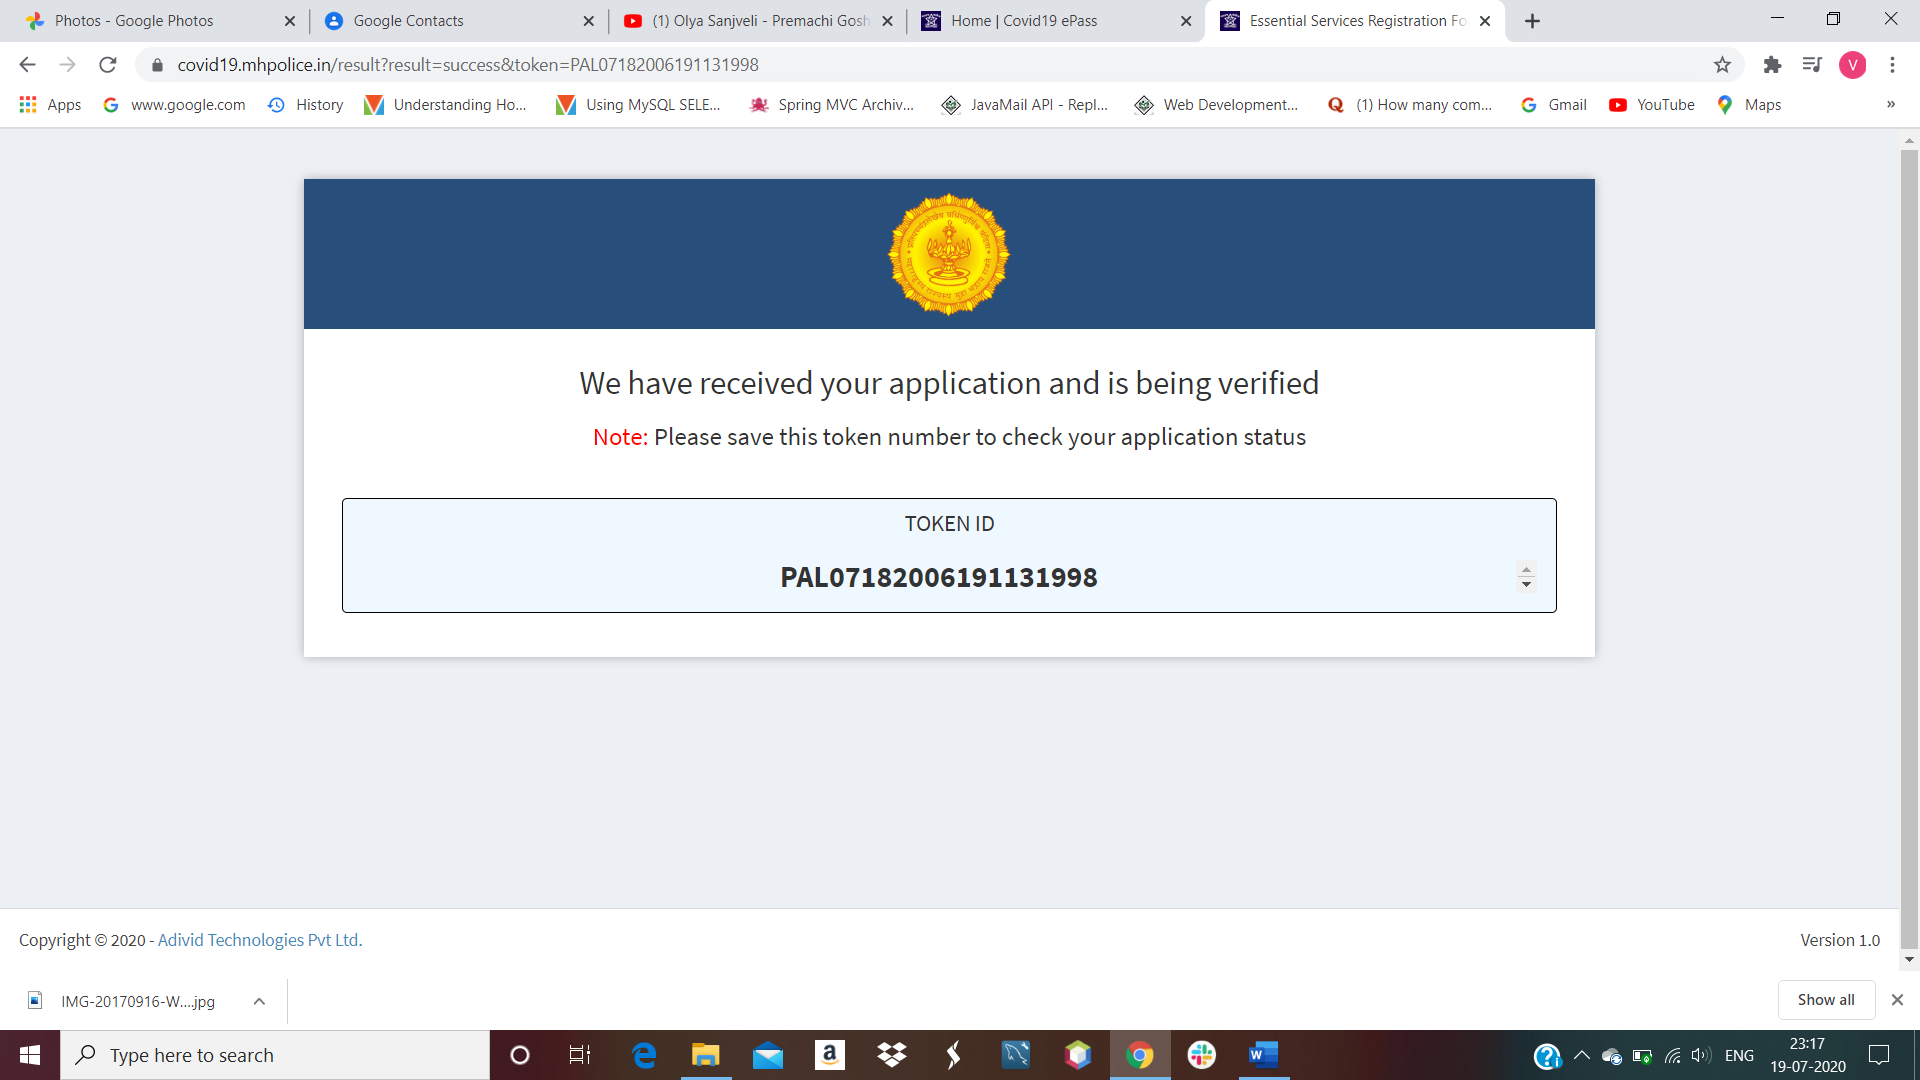 Photos - Google Photos
Google Contacts
(1) Olya Sanjveli - Premachi Gosh
Home | Covid19 ePass
Essential Services Registration Fo
covid19.mhpolice.in/result?result=success&token=PAL07182006191131998
V
Apps
www.google.com
History
Understanding Ho...
Using MySQL SELE...
Spring MVC Archiv...
JavaMail API - Repl...
Web Development...
(1) How many com...
Gmail
YouTube
Maps
»
We have received your application and is being verified
Note: Please save this token number to check your application status
TOKEN ID
PAL07182006191131998
Copyright © 2020 - Adivid Technologies Pvt Ltd.
Version 1.0
IMG-20170916-W....jpg
Show all
Type here to search
ENG
23:17
19-07-2020